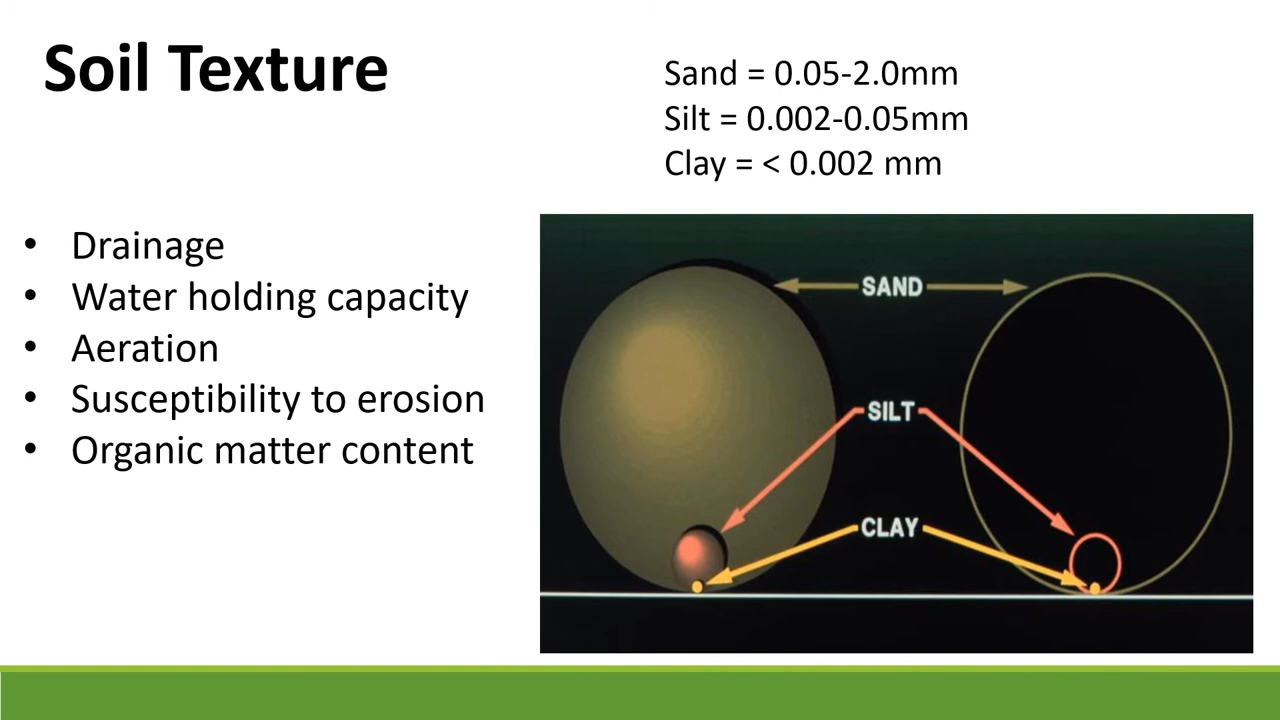 Soil Texture
Sand = 0.05-2.0mm
Silt = 0.002-0.05mm
Clay = < 0.002 mm
• Drainage
• Water holding capacity
• Aeration
• Susceptibility to erosion
• Organic matter content
SAND
SILT
CLAY